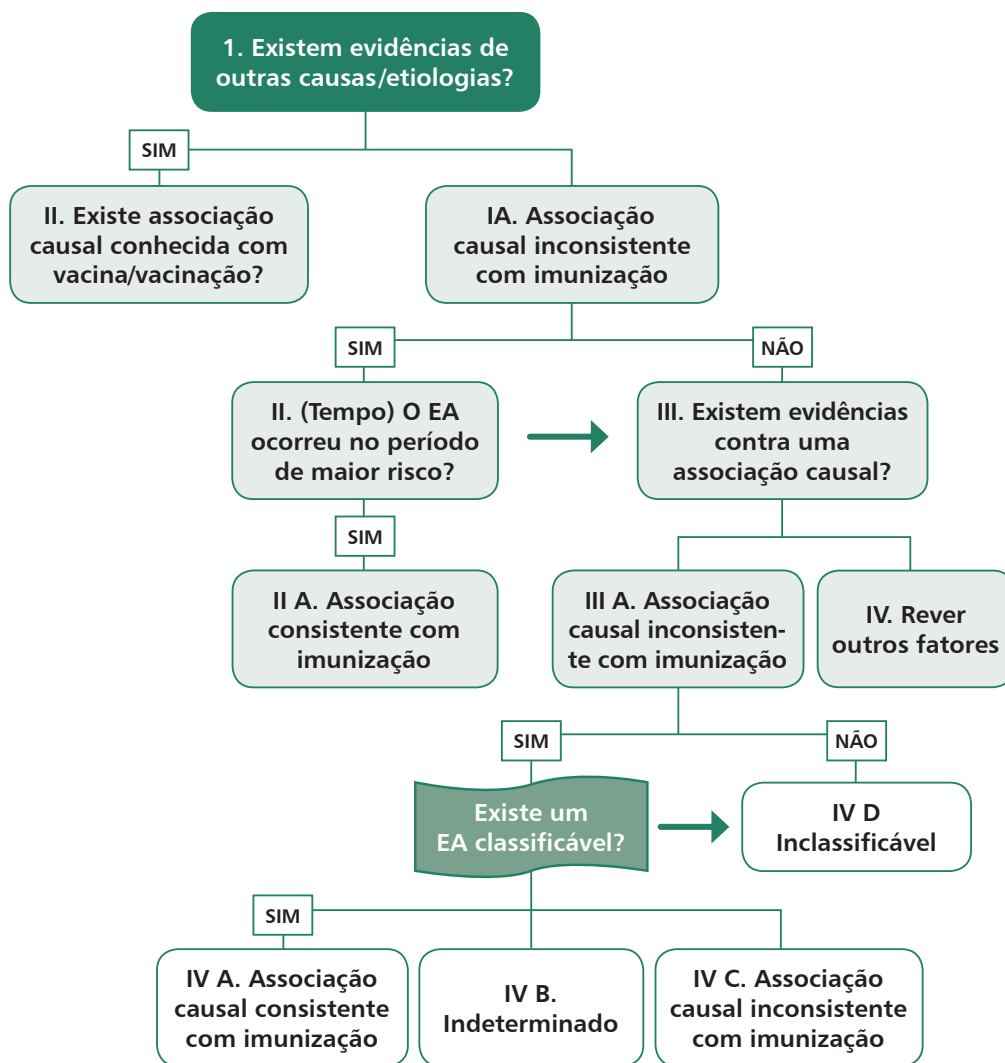 1. Existem evidências de
outras causas/etiologias?
SIM
II. Existe associação
causal conhecida com
vacina/vacinação?
IA. Associação
causal inconsistente
com imunização
SIM
NÃO
II. (Tempo) O EA
ocorreu no período
de maior risco?
III. Existem evidências
contra uma
associação causal?
SIM
II A. Associação
consistente com
imunização
III A. Associação
causal inconsisten-
te com imunização
IV. Rever
outros fatores
SIM
NÃO
Existe um
EA classificável?
IV D
Inclassificável
SIM
IV A. Associação
causal consistente
com imunização
IV B.
Indeterminado
IV C. Associação
causal inconsistente
com imunização